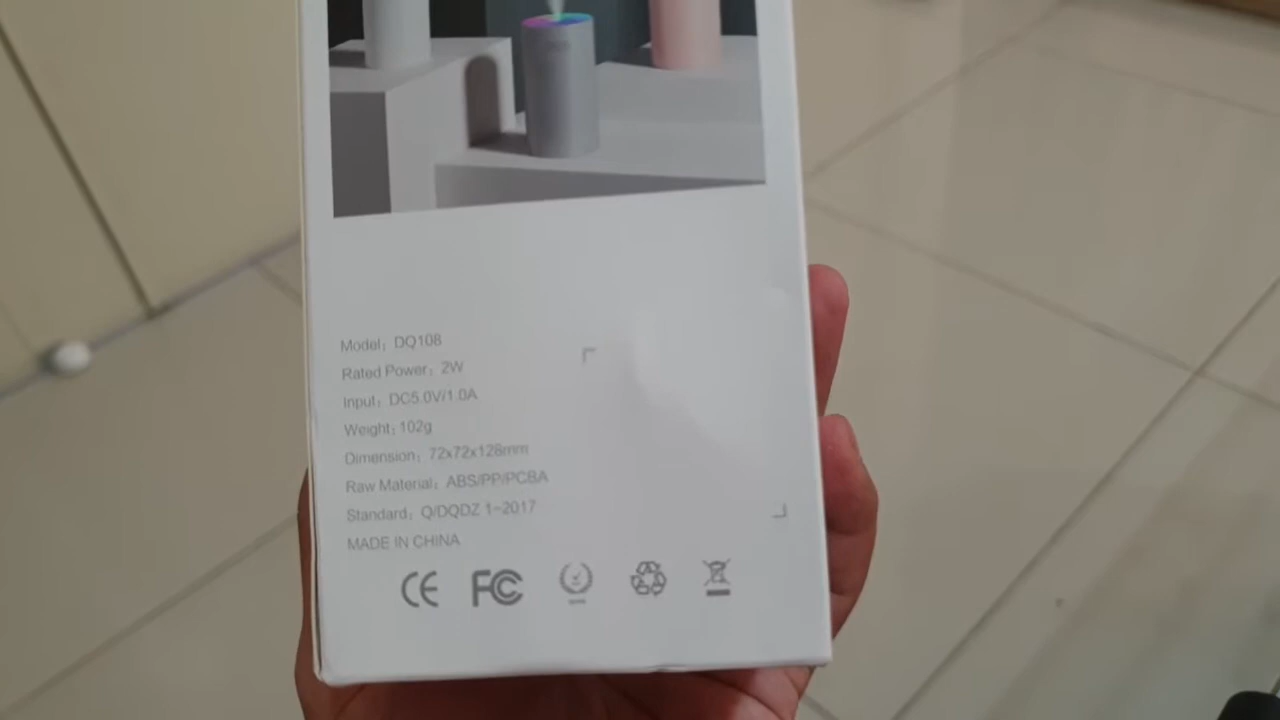 Model：DQ108
Rated Power：2W
Input：DC5.0V/1.0A
Weight：102g
Dimension：72x72x128mm
Raw Material：ABS/PP/PCBA
Standard：Q/DQDZ 1-2017
MADE IN CHINA
CE FC